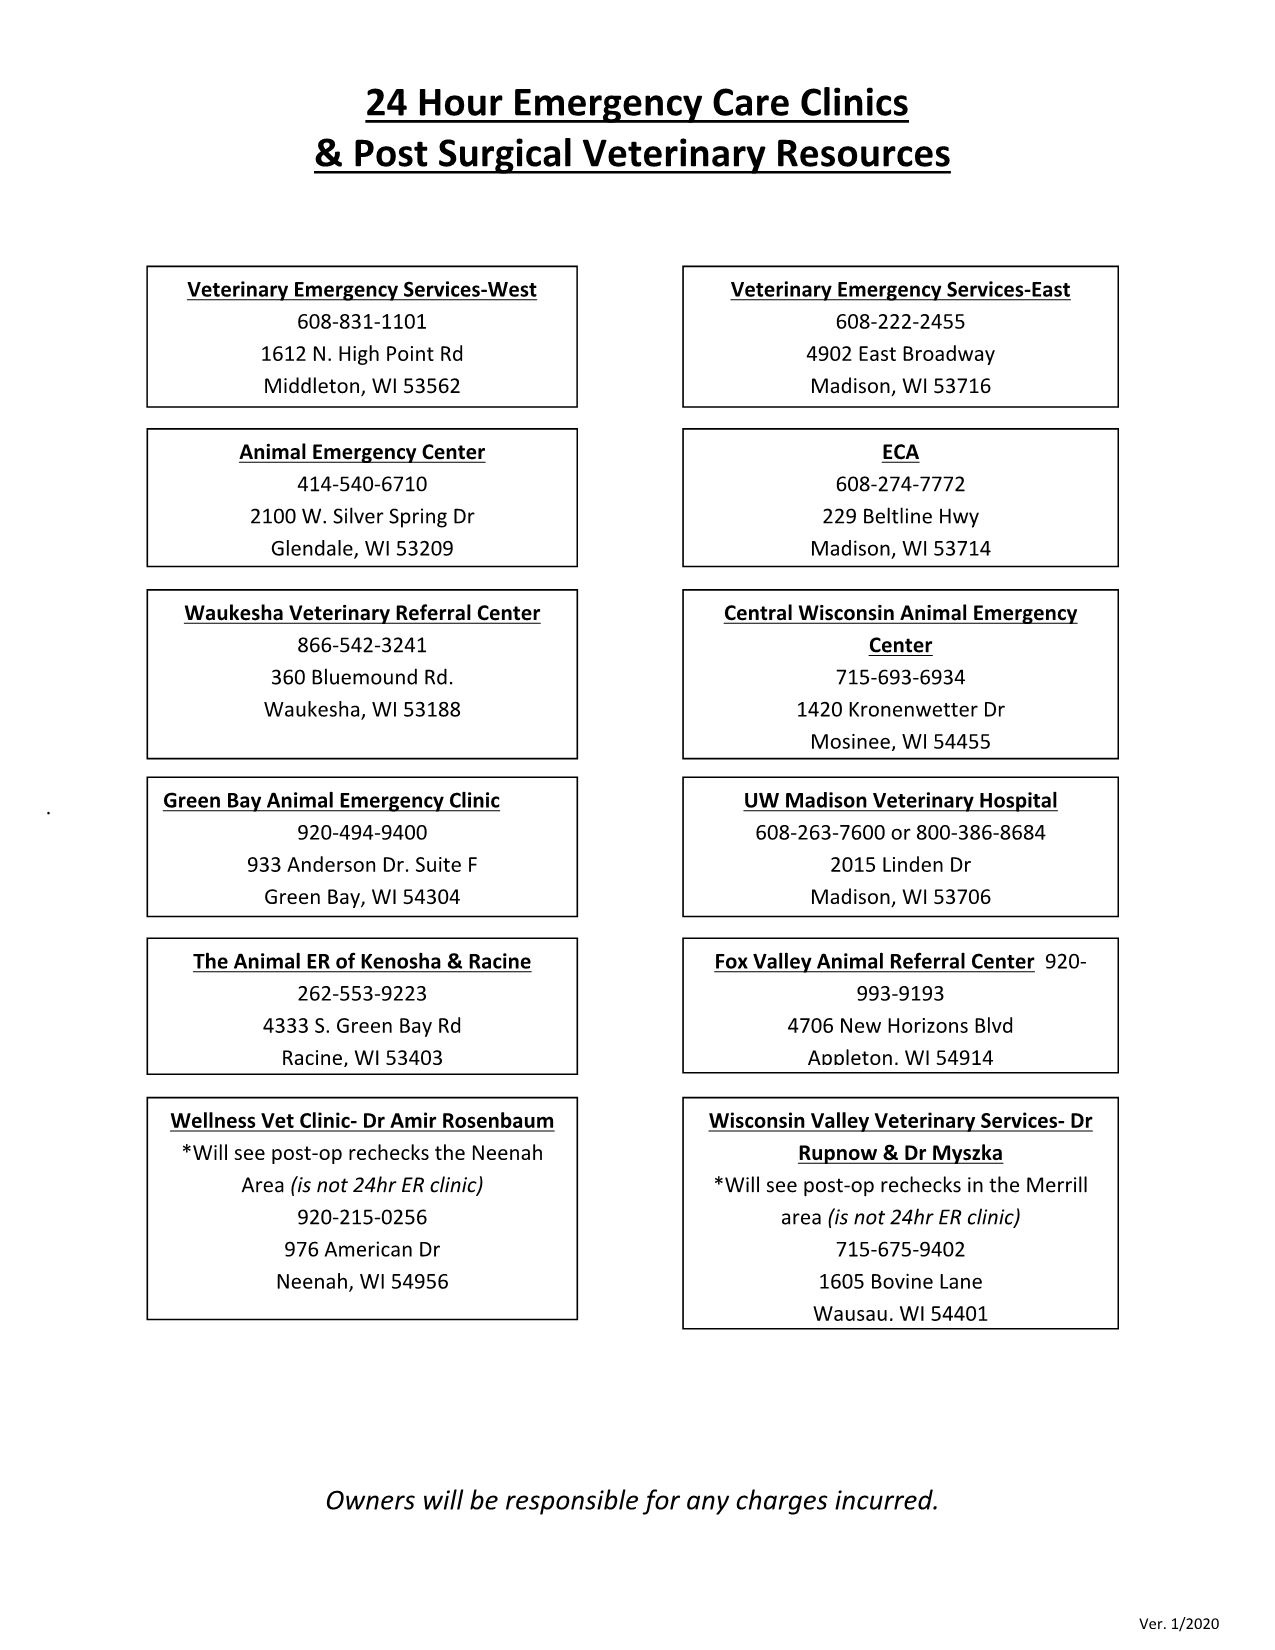 24 Hour Emergency Care Clinics
& Post Surgical Veterinary Resources
Veterinary Emergency Services-West
608-831-1101
1612 N. High Point Rd
Middleton, WI 53562
Veterinary Emergency Services-East
608-222-2455
4902 East Broadway
Madison, WI 53716
Animal Emergency Center
414-540-6710
2100 W. Silver Spring Dr
Glendale, WI 53209
ECA
608-274-7772
229 Beltline Hwy
Madison, WI 53714
Waukesha Veterinary Referral Center
866-542-3241
360 Bluemound Rd.
Waukesha, WI 53188
Central Wisconsin Animal Emergency
Center
715-693-6934
1420 Kronenwetter Dr
Mosinee, WI 54455
.
Green Bay Animal Emergency Clinic
920-494-9400
933 Anderson Dr. Suite F
Green Bay, WI 54304
UW Madison Veterinary Hospital
608-263-7600 or 800-386-8684
2015 Linden Dr
Madison, WI 53706
The Animal ER of Kenosha & Racine
262-553-9223
4333 S. Green Bay Rd
Racine, WI 53403
Fox Valley Animal Referral Center 920-
993-9193
4706 New Horizons Blvd
Appleton, WI 54914
Wellness Vet Clinic- Dr Amir Rosenbaum
*Will see post-op rechecks the Neenah
Area (is not 24hr ER clinic)
920-215-0256
976 American Dr
Neenah, WI 54956
Wisconsin Valley Veterinary Services- Dr
Rupnow & Dr Myszka
*Will see post-op rechecks in the Merrill
area (is not 24hr ER clinic)
715-675-9402
1605 Bovine Lane
Wausau, WI 54401
Owners will be responsible for any charges incurred.
Ver. 1/2020